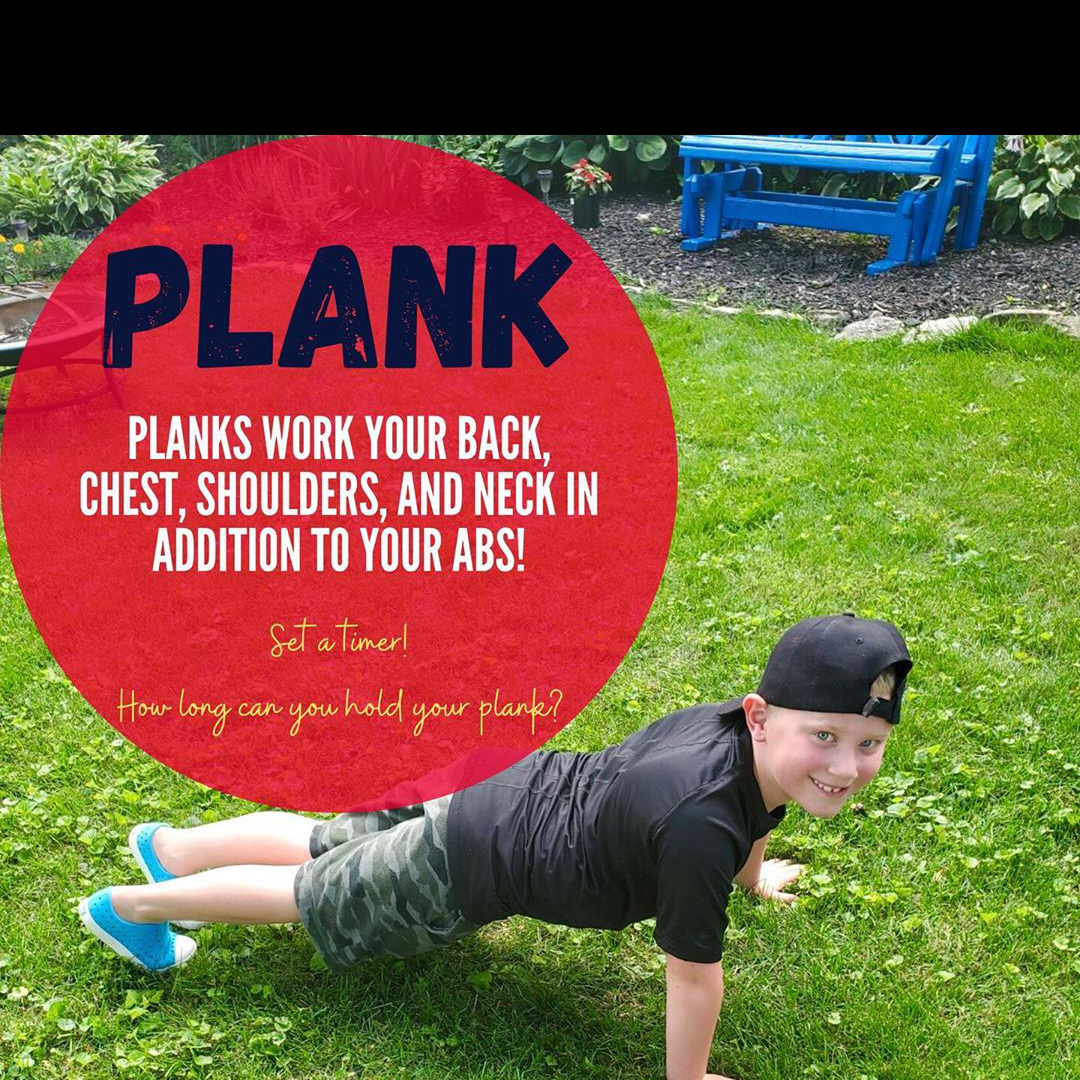 PLANK
PLANKS WORK YOUR BACK,
CHEST, SHOULDERS, AND NECK IN
ADDITION TO YOUR ABS!
Set a timer!
How long can you hold your plank?